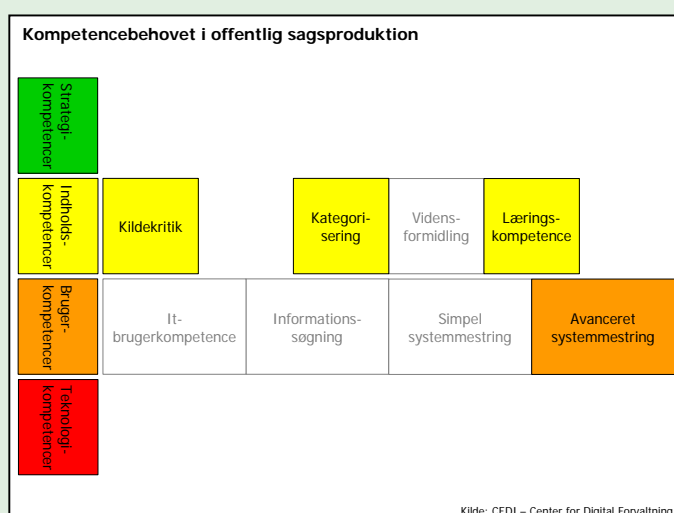 Kompetencebehovet i offentlig sagsproduktion
Strategi-
kompetencer
Indholds-
kompetencer
Kildekritik
Kategori-
sering
Videns-
formidling
Lærings-
kompetence
Bruger-
kompetencer
It-
brugerkompetence
Informations-
søgning
Simpel
systemmestring
Avanceret
systemmestring
Teknologi-
kompetencer
Kilde: CEDI – Center for Digital Forvaltning